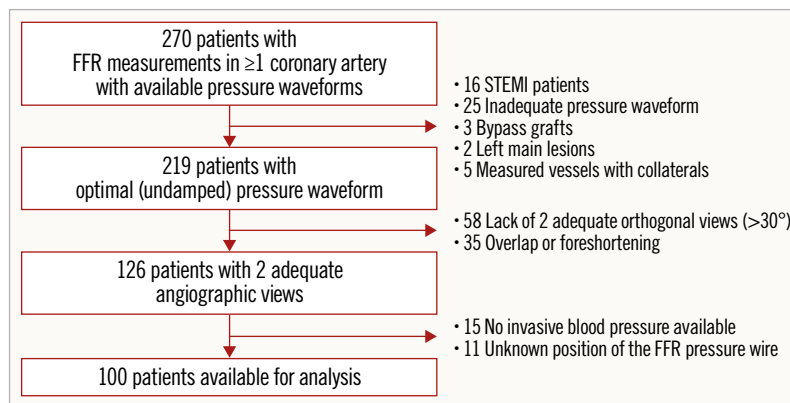 270 patients with
FFR measurements in ≥1 coronary artery
with available pressure waveforms
• 16 STEMI patients
• 25 Inadequate pressure waveform
• 3 Bypass grafts
• 2 Left main lesions
• 5 Measured vessels with collaterals
219 patients with
optimal (undamped) pressure waveform
• 58 Lack of 2 adequate orthogonal views (>30°)
• 35 Overlap or foreshortening
126 patients with 2 adequate
angiographic views
• 15 No invasive blood pressure available
• 11 Unknown position of the FFR pressure wire
100 patients available for analysis